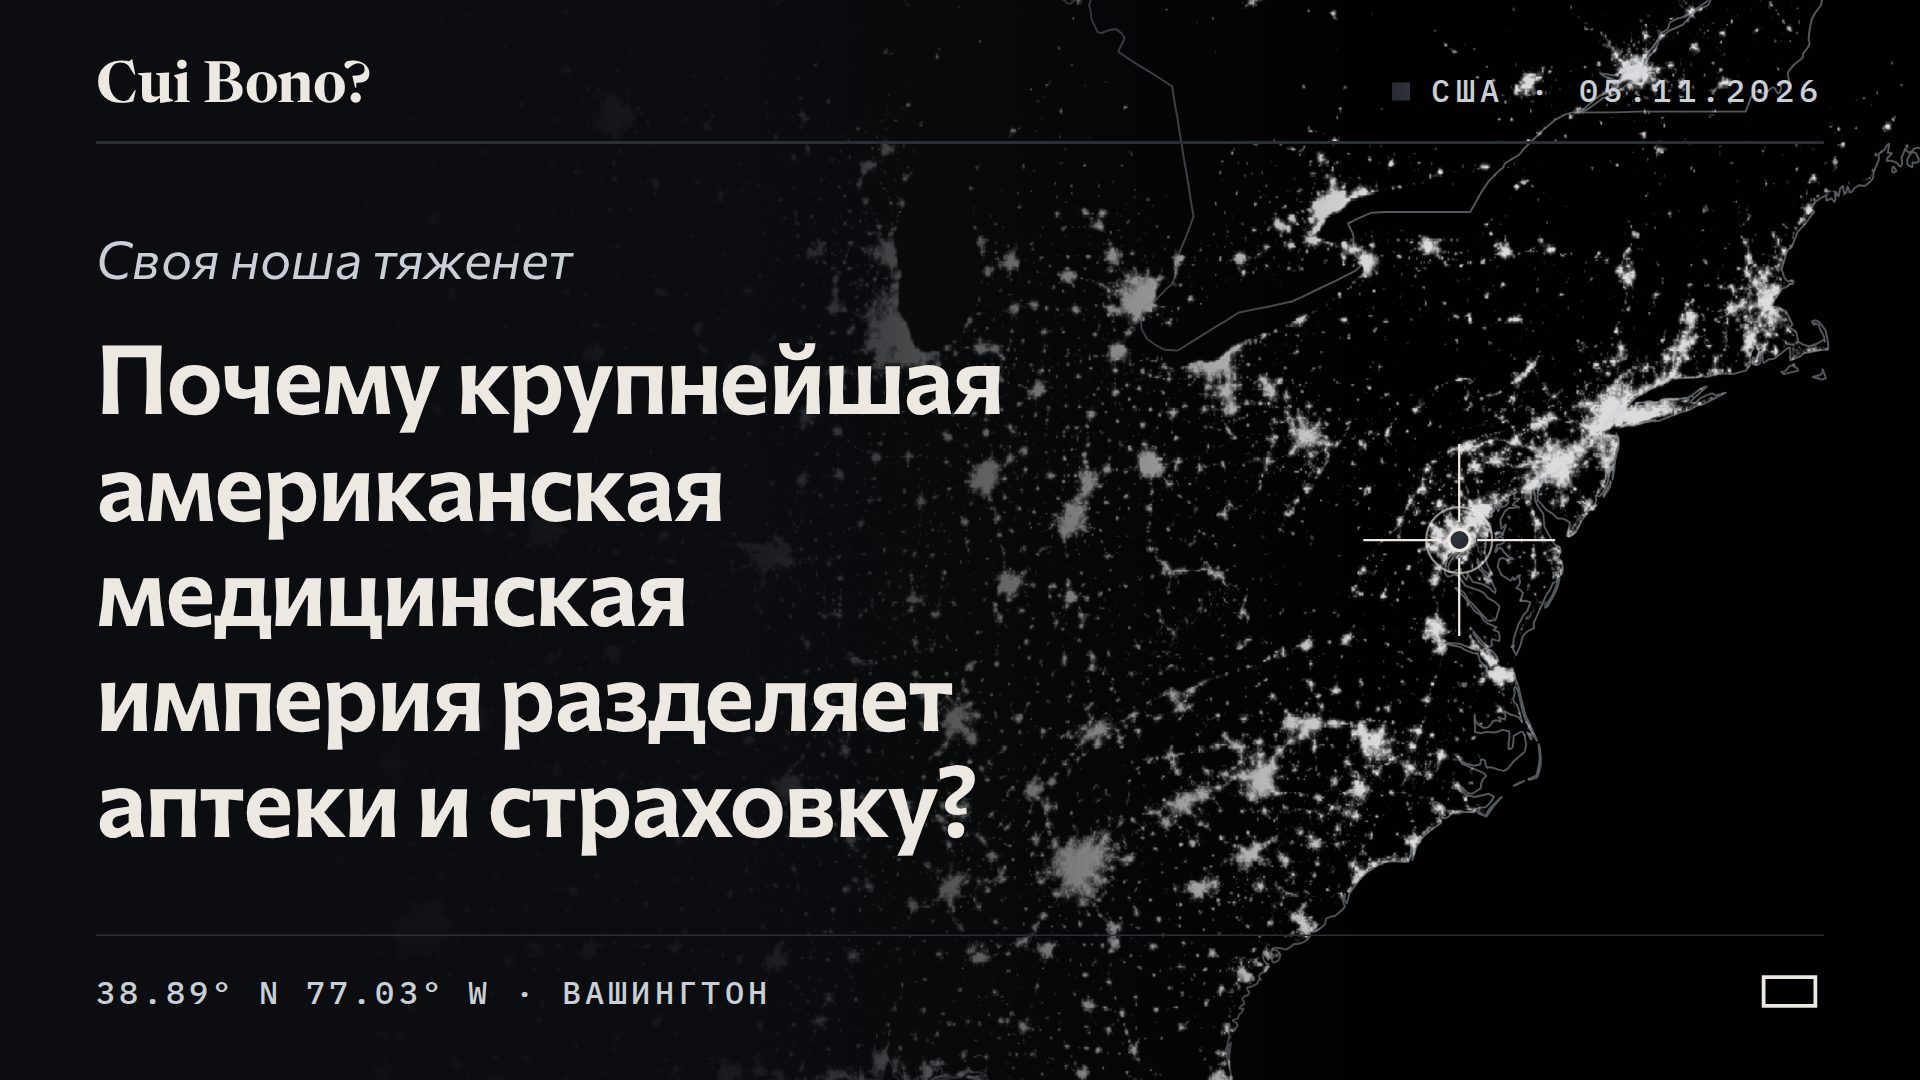 Cui Bono?
США · 05.11.2026
Своя ноша тяженет
Почему крупнейшая
американская
медицинская
империя разделяет
аптеки и страховку?
38.89° N 77.03° W · ВАШИНГТОН